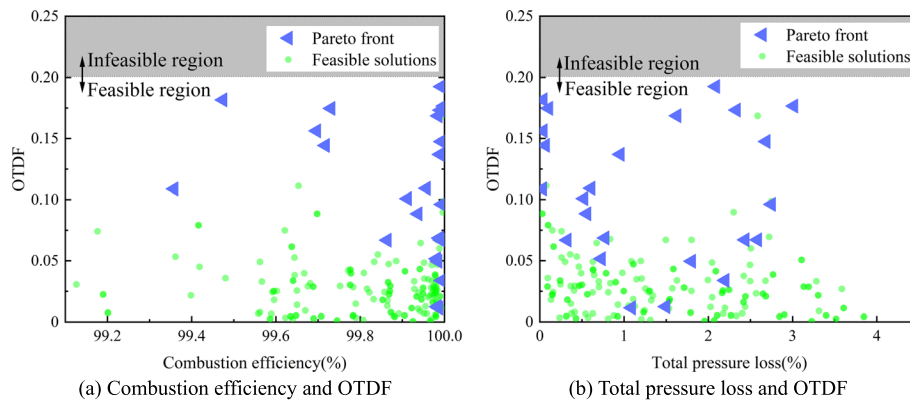 0.25
0.20
0.15
0.10
0.05
0
OTDF
Infeasible region
Feasible region
Pareto front
Feasible solutions
99.2 99.4 99.6 99.8 100.0
Combustion efficiency(%)
(a) Combustion efficiency and OTDF
0.25
0.20
0.15
0.10
0.05
0
OTDF
Infeasible region
Feasible region
Pareto front
Feasible solutions
0 1 2 3 4
Total pressure loss(%)
(b) Total pressure loss and OTDF